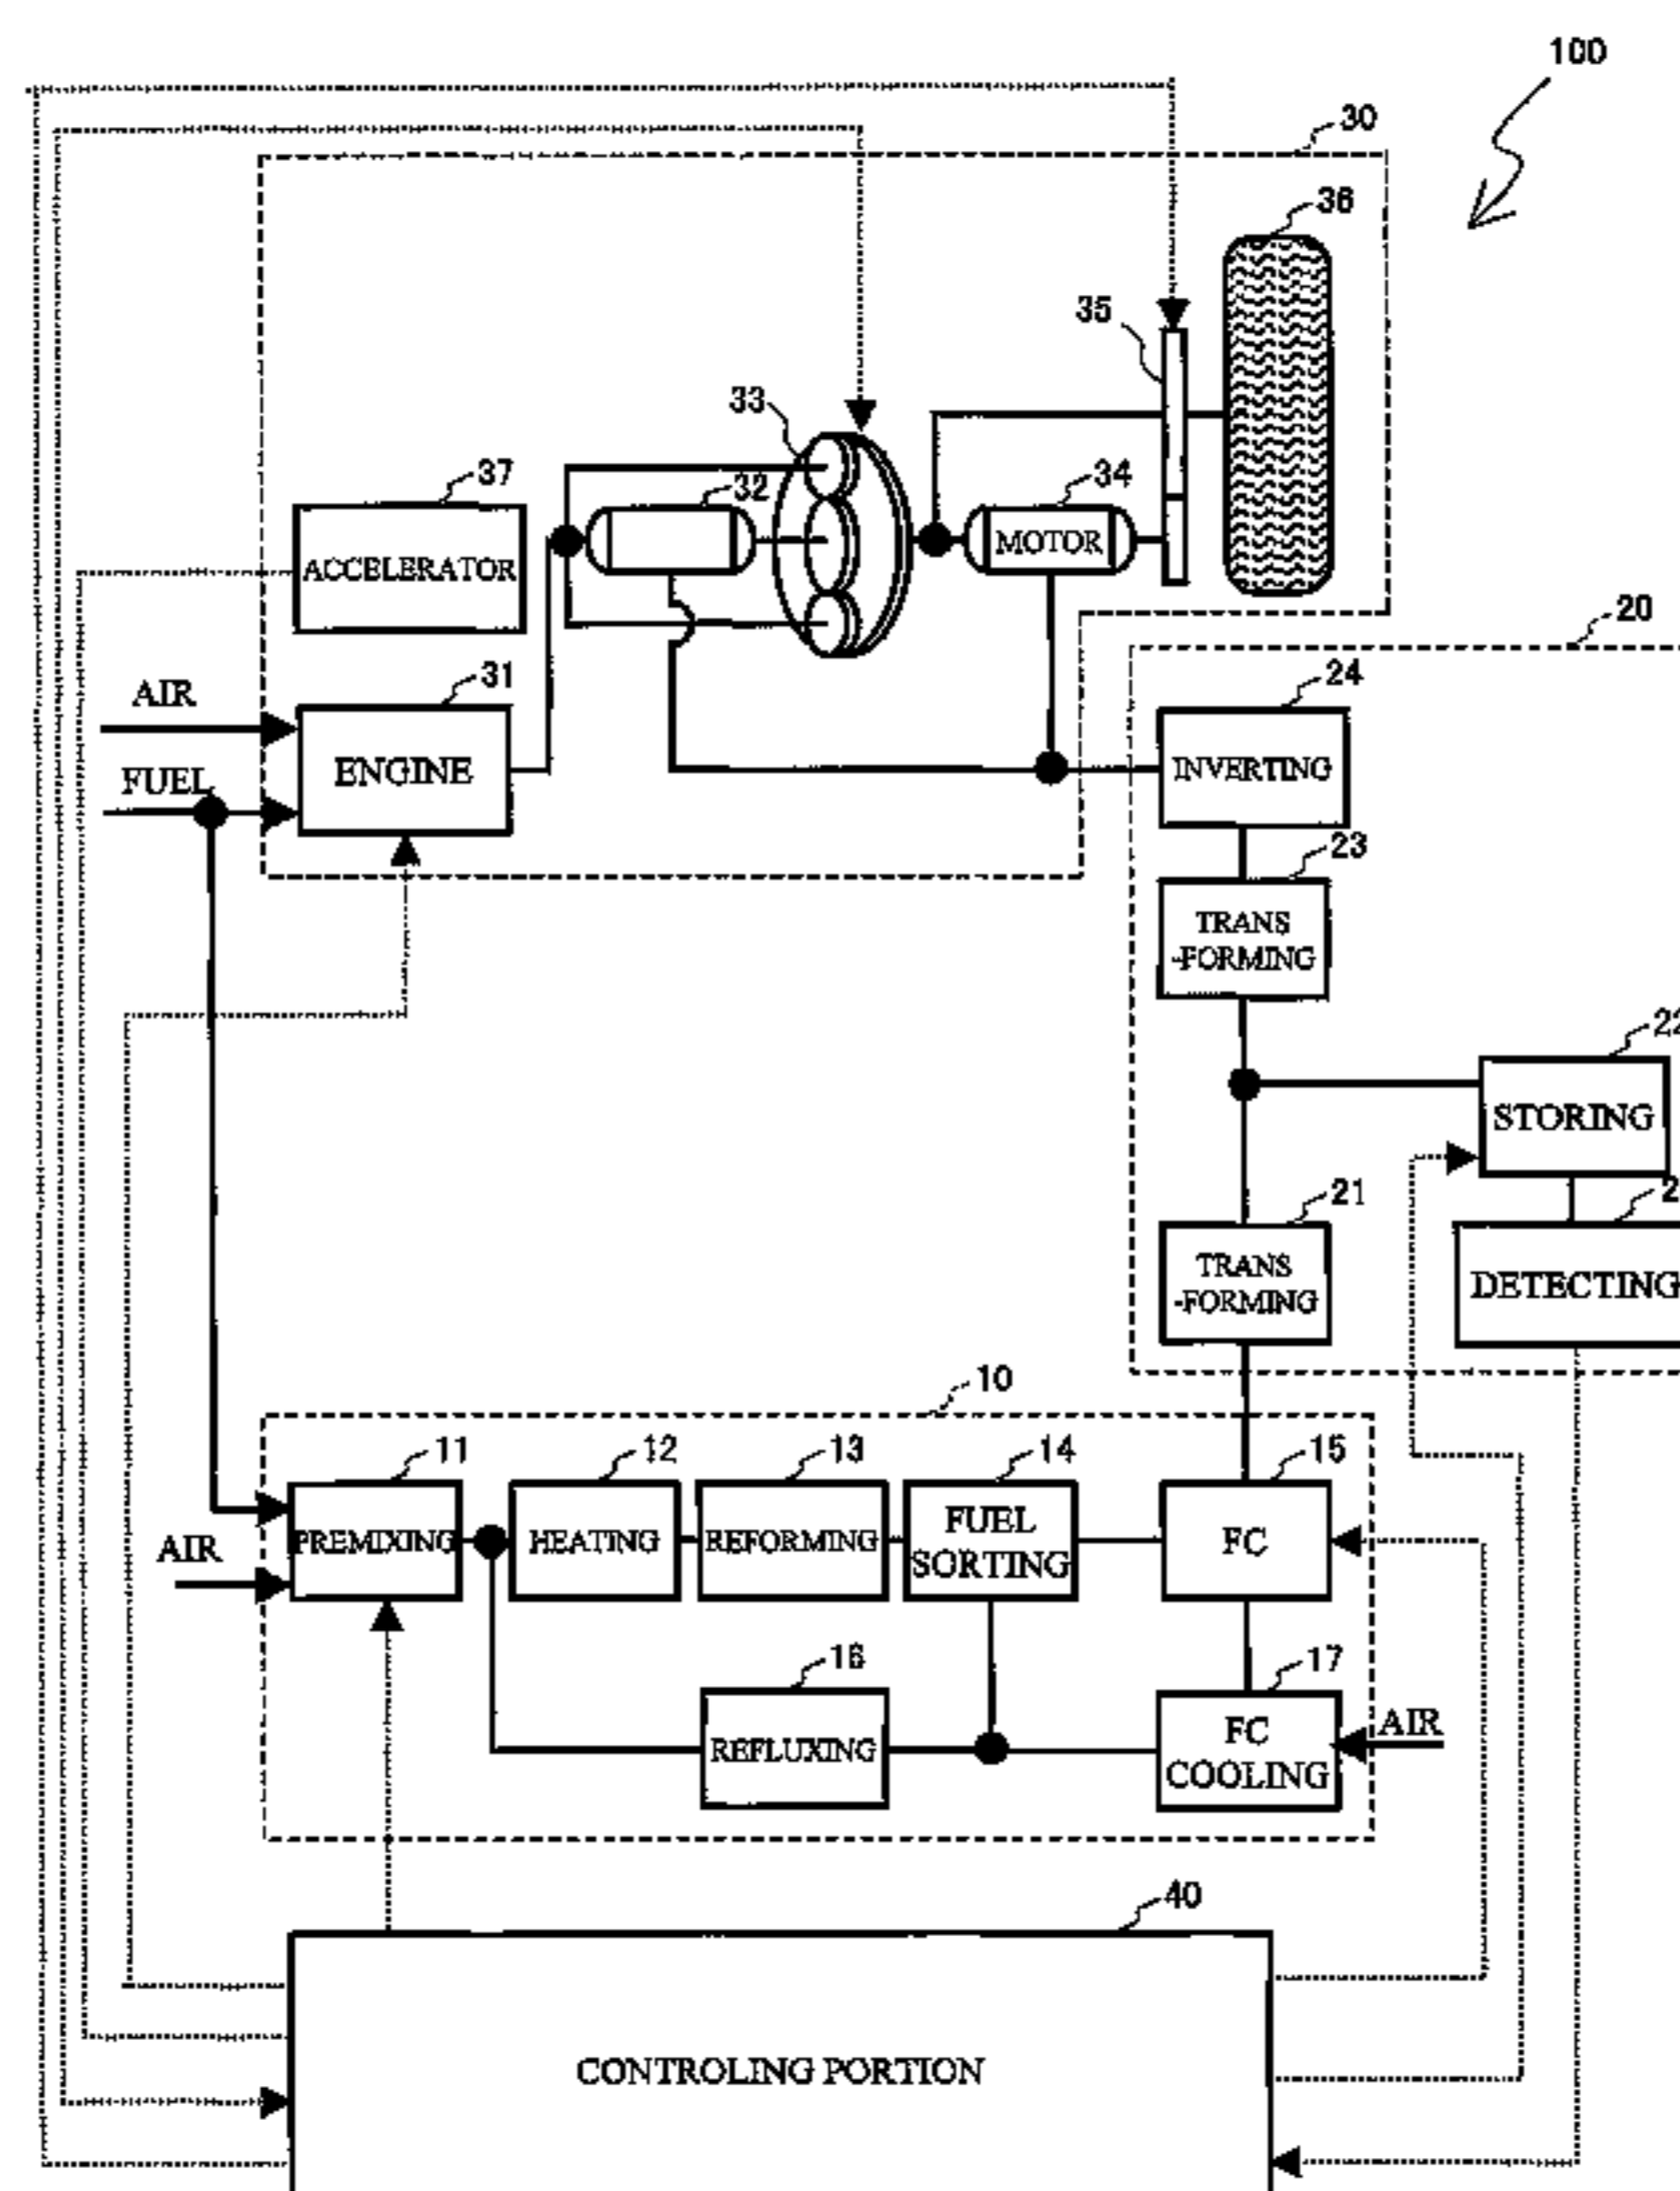 100
30
36
35
33
37
32
34
MOTOR
ACCELERATOR
20
31
24
AIR
ENGINE
INVERTING
FUEL
23
TRANS
-FORMING
22
STORING
21
2
TRANS
-FORMING
DETECTING
10
11
12
13
14
15
PREMIXING
HEATING
REFORMING
FUEL
SORTING
FC
AIR
16
17
REFLUXING
FC
COOLING
AIR
40
CONTROLING PORTION